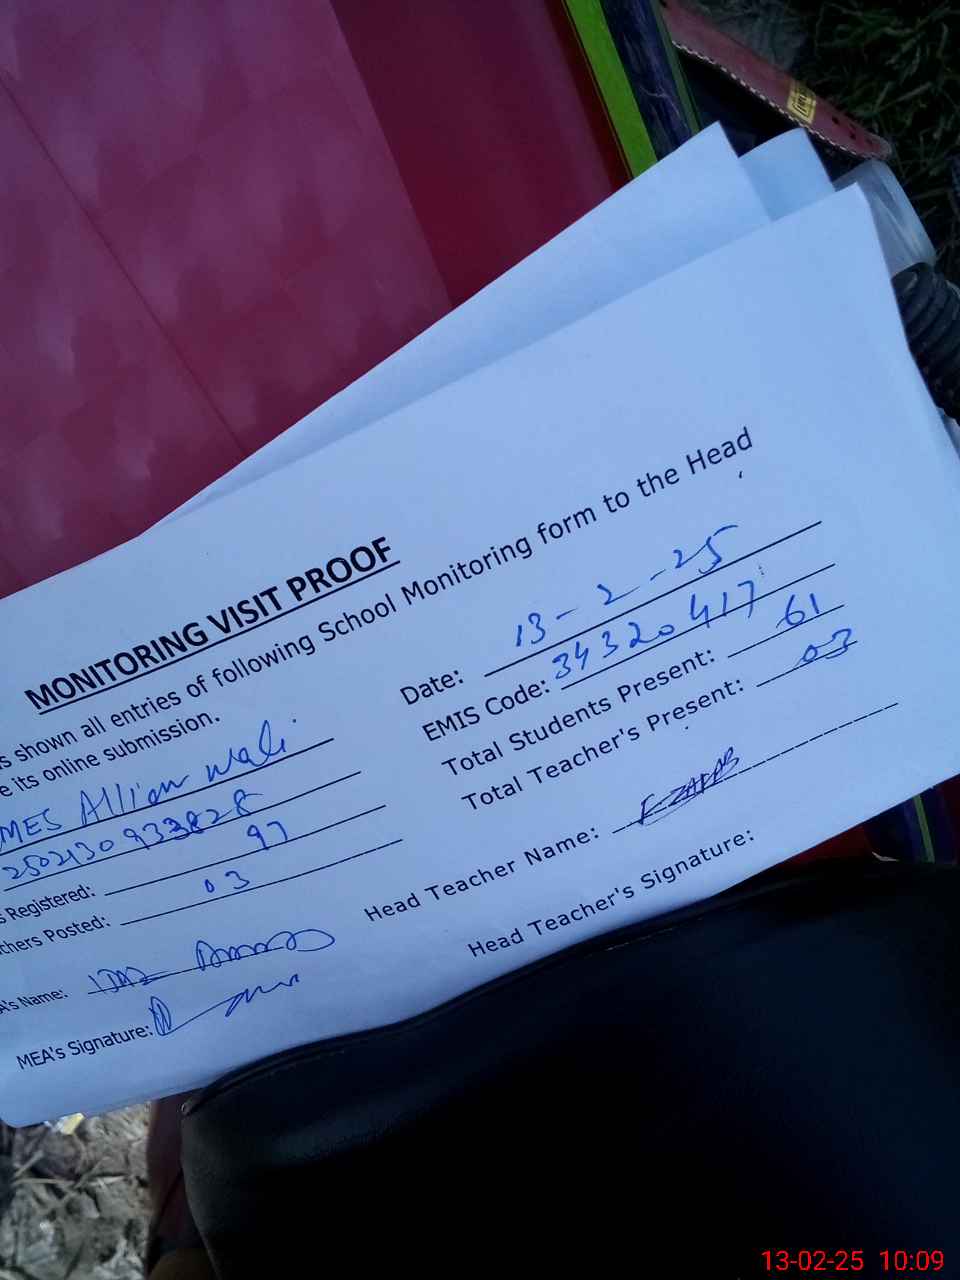 MONITORING VISIT PROOF
s shown all entries of following School Monitoring form to the Head
e its online submission.
MES Allian Wali
Date: 13-2-25
250213093382
EMIS Code: 34320417
s Registered: 97
Total Students Present: 61
chers Posted: 03
Total Teacher's Present: 03
A's Name:
Head Teacher Name:
MEA's Signature:
Head Teacher's Signature:
13-02-25 10:09